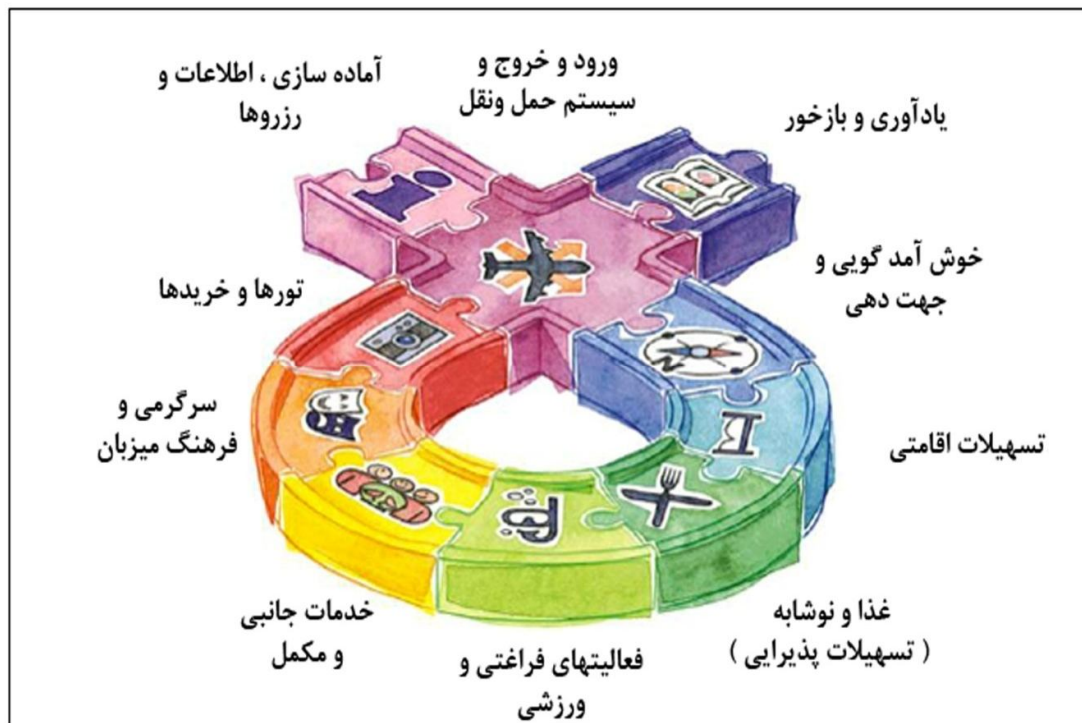 ورود و خروج و
سیستم حمل ونقل
آماده سازی ، اطلاعات و
رزروها
یادآوری و بازخور
خوش آمد گویی و
جهت دهی
تورها و خریدها
سرگرمی و
فرهنگ میزبان
تسهیلات اقامتی
غذا و نوشابه
( تسهیلات پذیرایی )
خدمات جانبی
و مکمل
فعالیتهای فراغتی و
ورزشی